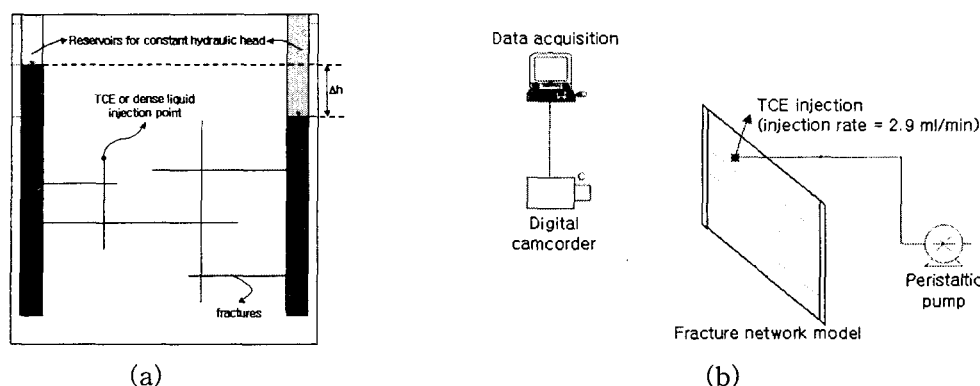 Reservoirs for constant hydraulic head
Δh
TCE or dense liquid
injection point
fractures
(a)
Data acquisition
C
Digital
camcorder
TCE injection
(injection rate = 2.9 ml/min)
Peristaltic
pump
Fracture network model
(b)